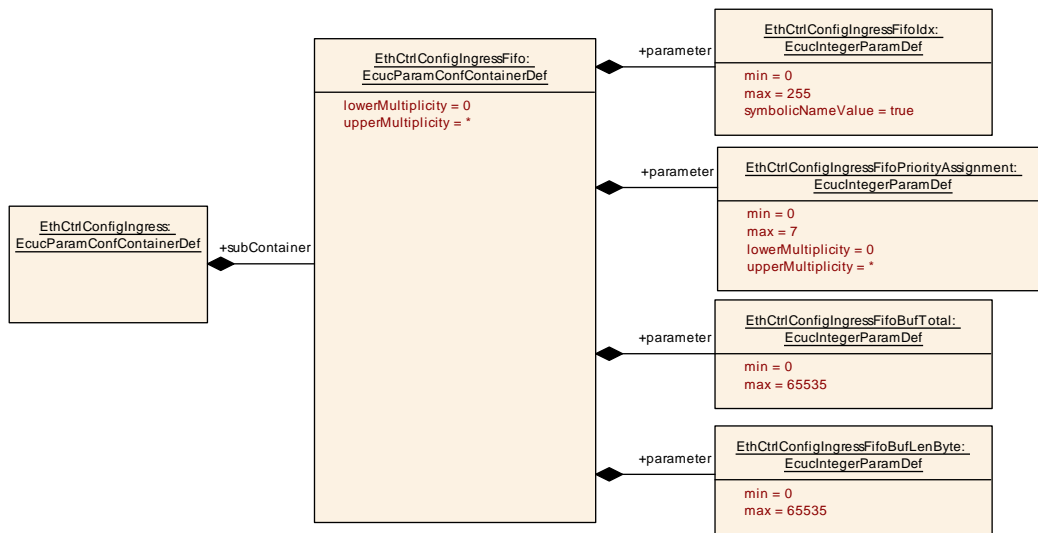 EthCtrlConfigIngress:
EcucParamConfContainerDef
+subContainer
EthCtrlConfigIngressFifo:
EcucParamConfContainerDef
lowerMultiplicity = 0
upperMultiplicity = *
+parameter
EthCtrlConfigIngressFifoIdx:
EcucIntegerParamDef
min = 0
max = 255
symbolicNameValue = true
+parameter
EthCtrlConfigIngressFifoPriorityAssignment:
EcucIntegerParamDef
min = 0
max = 7
lowerMultiplicity = 0
upperMultiplicity = *
+parameter
EthCtrlConfigIngressFifoBufTotal:
EcucIntegerParamDef
min = 0
max = 65535
+parameter
EthCtrlConfigIngressFifoBufLenByte:
EcucIntegerParamDef
min = 0
max = 65535